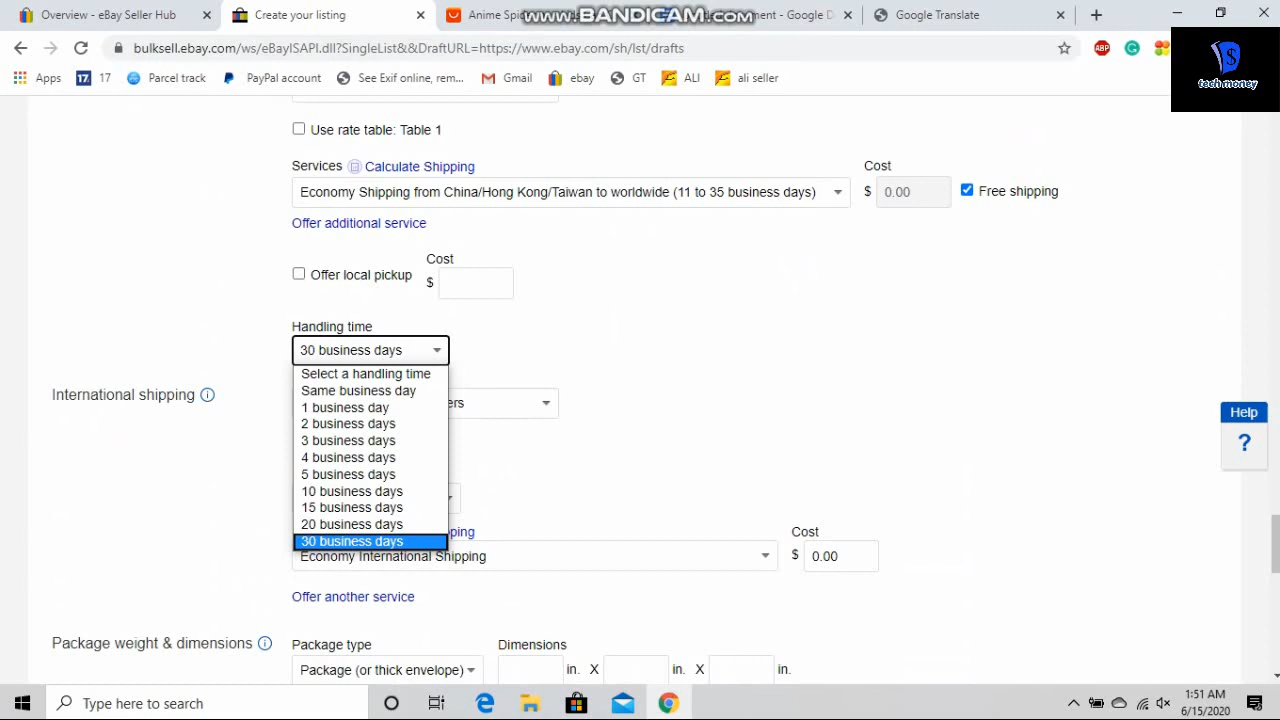 Overview - eBay Seller Hub
Create your listing
Anime Spi
www.BANDICAM.com
ment - Google D
Google Translate
bulksell.ebay.com/ws/eBayISAPI.dll?SingleList&&DraftURL=https://www.ebay.com/sh/lst/drafts
ABP
tech money
Apps
17
17
Parcel track
PayPal account
See Exif online, rem...
Gmail
ebay
GT
ALI
ali seller
Use rate table: Table 1
Services
Calculate Shipping
Cost
Economy Shipping from China/Hong Kong/Taiwan to worldwide (11 to 35 business days)
$ 0.00
Free shipping
Offer additional service
Offer local pickup
Cost
$
Handling time
30 business days
Select a handling time
Same business day
1 business day
2 business days
3 business days
4 business days
5 business days
10 business days
15 business days
20 business days
30 business days
International shipping
ers
Help
?
pping
Cost
Economy International Shipping
$ 0.00
Offer another service
Package weight & dimensions
Package type
Dimensions
Package (or thick envelope)
in. X
in. X
in.
Type here to search
1:51 AM
6/15/2020